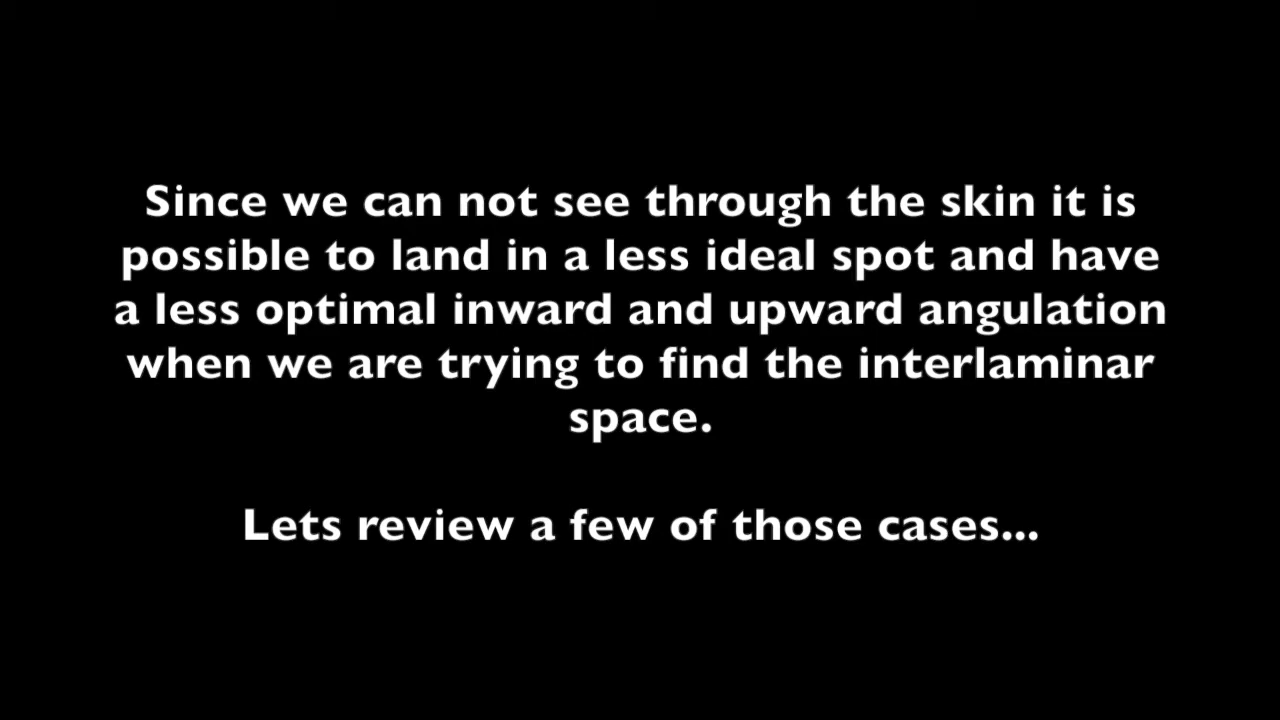 Since we can not see through the skin it is
possible to land in a less ideal spot and have
a less optimal inward and upward angulation
when we are trying to find the interlaminar
space.
Lets review a few of those cases...